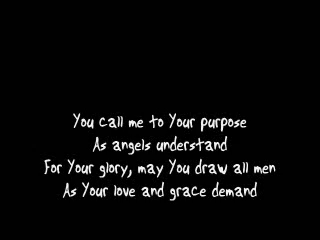 You call me to Your purpose
As angels understand
For Your glory, may You draw all men
As Your love and grace demand